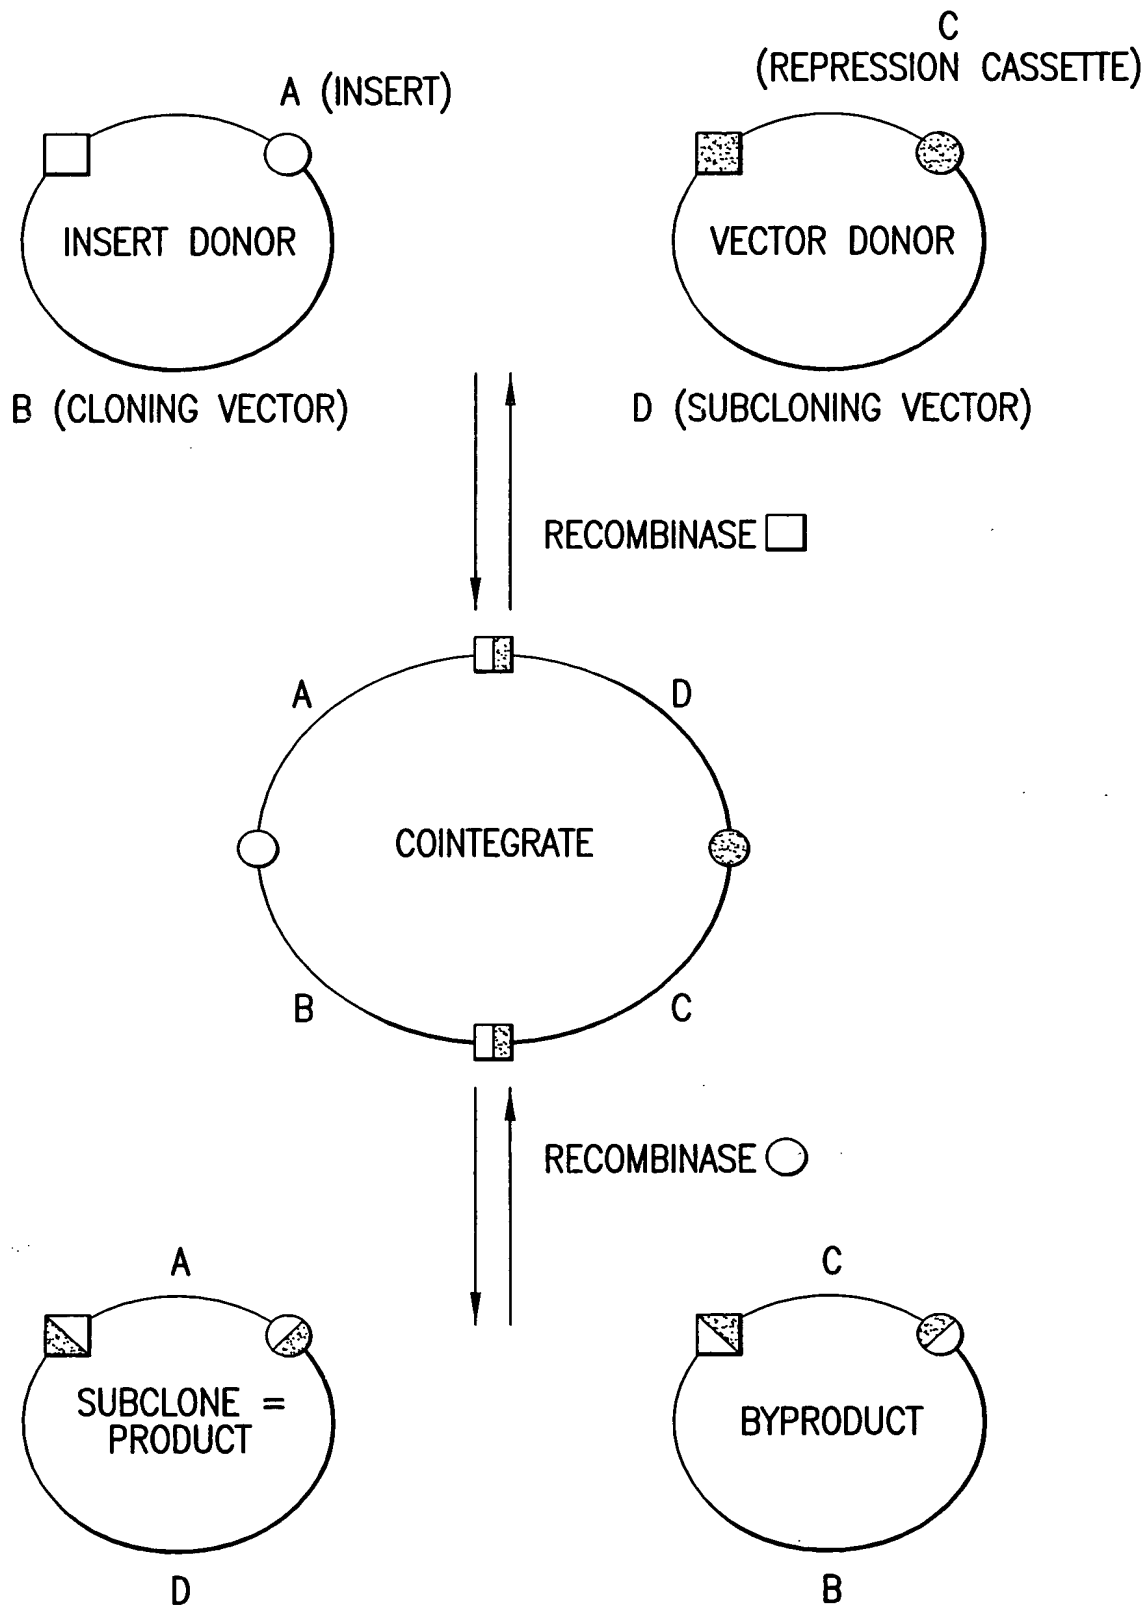 C
(REPRESSION CASSETTE)
A (INSERT)
INSERT DONOR
VECTOR DONOR
B (CLONING VECTOR)
D (SUBCLONING VECTOR)
RECOMBINASE
A
D
COINTEGRATE
B
C
RECOMBINASE
A
C
SUBCLONE =
PRODUCT
BYPRODUCT
D
B